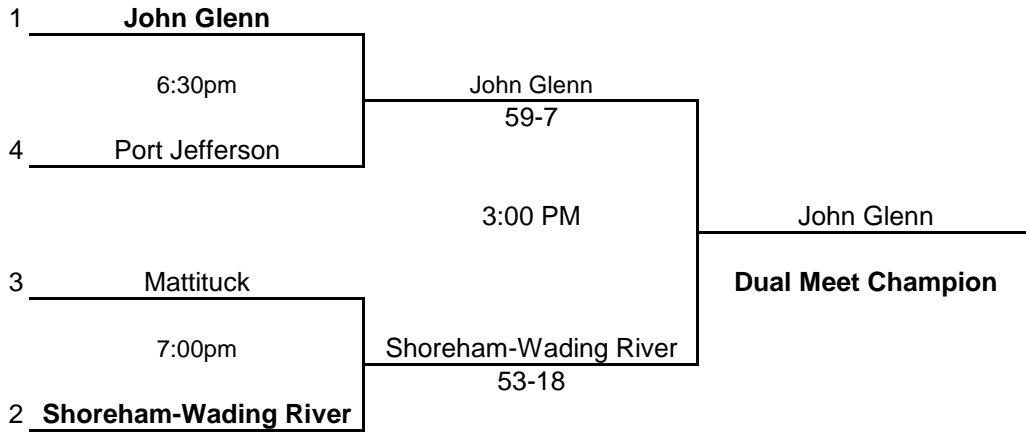 1 John Glenn
6:30pm
John Glenn
59-7
4 Port Jefferson
3:00 PM
John Glenn
3 Mattituck
Dual Meet Champion
7:00pm
Shoreham-Wading River
53-18
2 Shoreham-Wading River